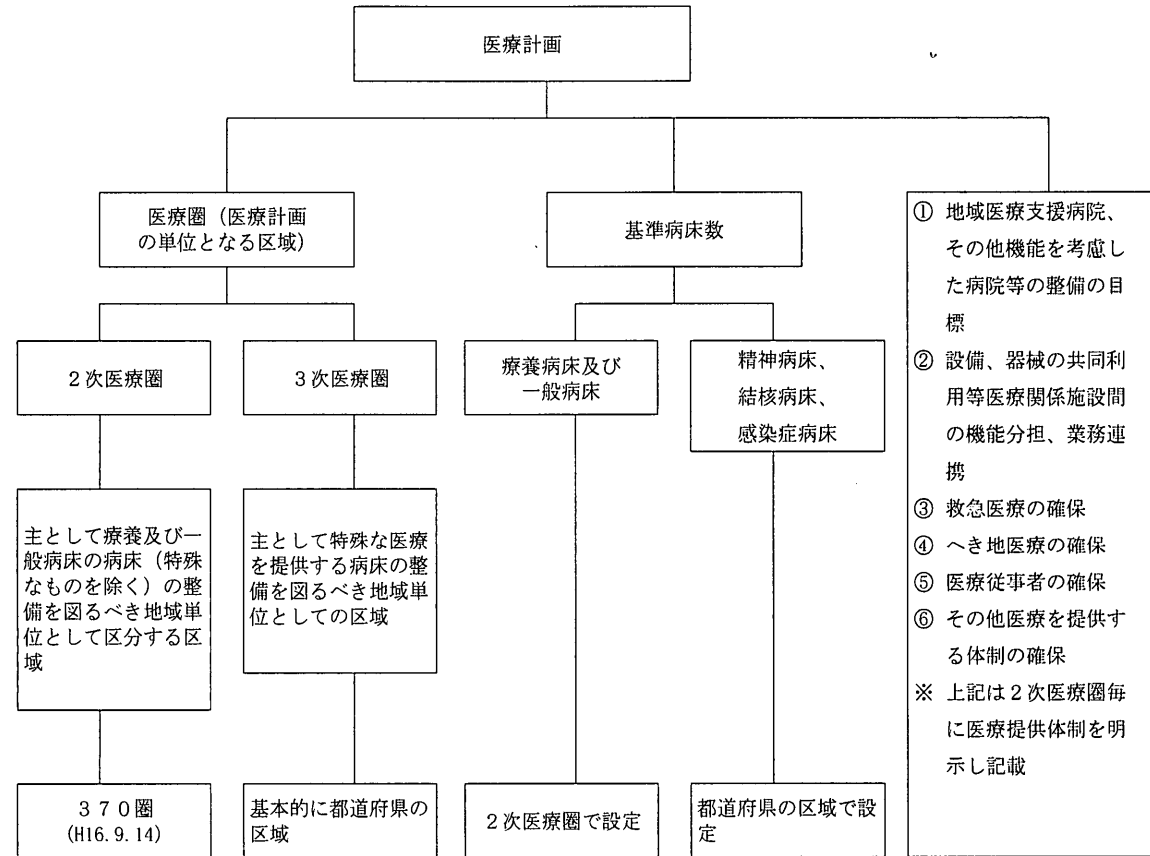 医療計画
医療圏（医療計画
の単位となる区域）
基準病床数
２次医療圏
３次医療圏
療養病床及び
一般病床
精神病床、
結核病床、
感染症病床
主として療養及び一
般病床の病床（特殊
なものを除く）の整
備を図るべき地域単
位として区分する区
域
主として特殊な医療
を提供する病床の整
備を図るべき地域単
位としての区域
３７０圏
(H16.9.14)
基本的に都道府県の
区域
２次医療圏で設定
都道府県の区域で設
定
① 地域医療支援病院、
その他機能を考慮し
た病院等の整備の目
標
② 設備、器械の共同利
用等医療関係施設間
の機能分担、業務連
携
③ 救急医療の確保
④ へき地医療の確保
⑤ 医療従事者の確保
⑥ その他医療を提供す
る体制の確保
※ 上記は２次医療圏毎
に医療提供体制を明
示し記載